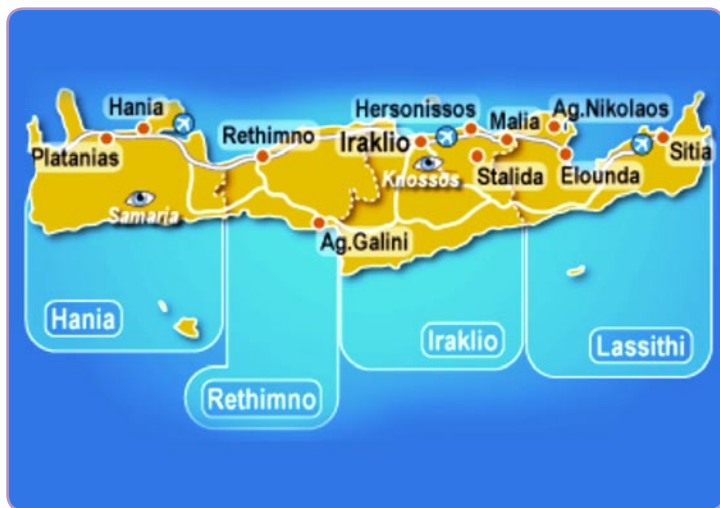 Hania
Platanias
Rethimno
Samaria
Hersonissos
Iraklio
Malia
Ag.Nikolaos
Knossos
Stalida
Elounda
Sitia
Ag.Galini
Hania
Rethimno
Iraklio
Lassithi